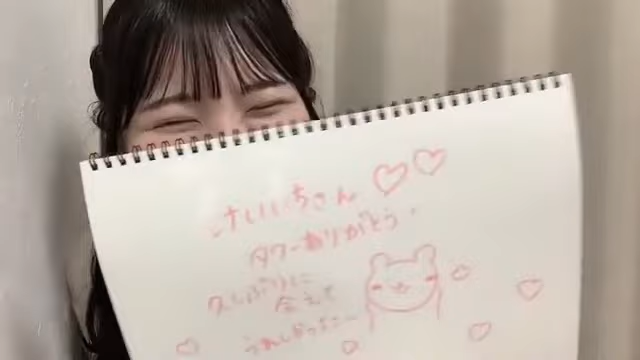 けいいちさん
タワーありがとう!
久しぶりに
会えて
うれしかったー